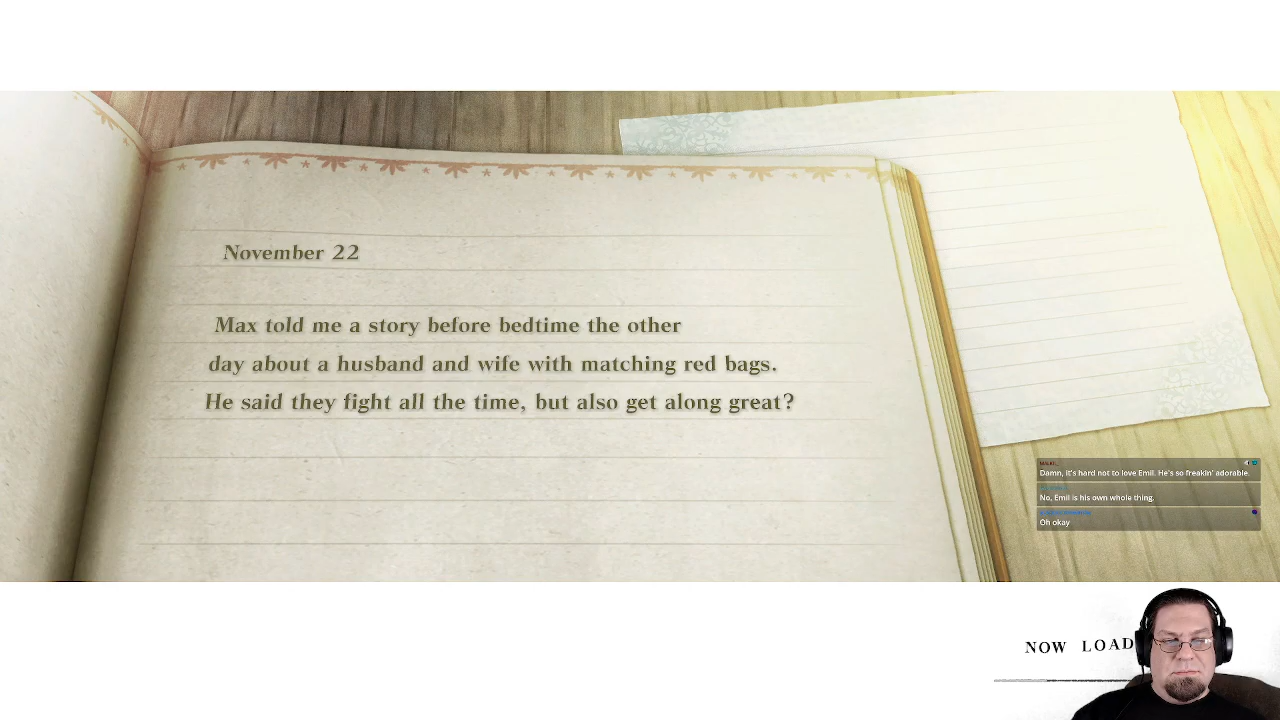 November 22
Max told me a story before bedtime the other
day about a husband and wife with matching red bags.
He said they fight all the time, but also get along great?
Damn, it's hard not to love Emil. He's so freakin' adorable.
No, Emil is his own whole thing.
Oh okay
NOW LOAD